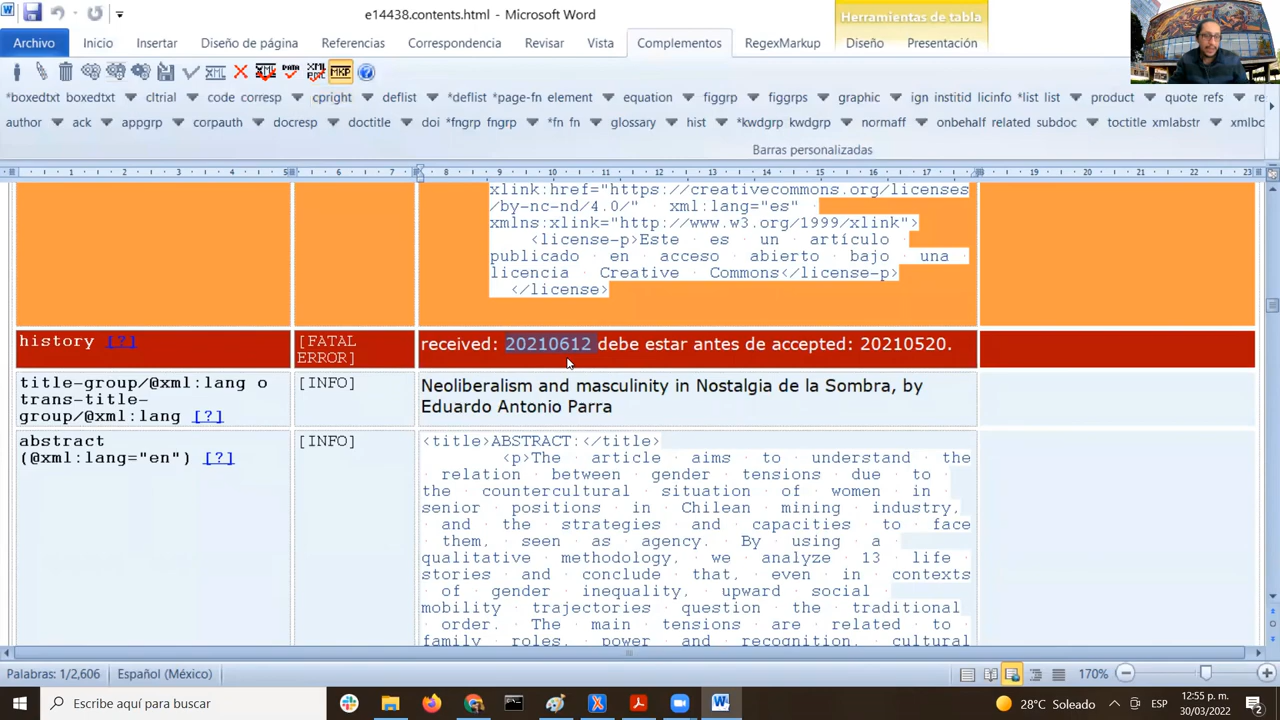 e14438.contents.html - Microsoft Word
Herramientas de tabla
Archivo Inicio Insertar Diseño de página Referencias Correspondencia Revisar Vista Complementos RegexMarkup Diseño Presentación
*boxedtxt boxedtxt cltrial code corresp cpright deflist *deflist *page-fn element equation figgrp figgrps graphic ign institid licinfo *list list product quote refs re
author ack appgrp corpauth docresp doctitle doi *fngrp fngrp *fn fn glossary hist *kwdgrp kwdgrp normaff onbehalf related subdoc toctitle xmlabstr xmlbc
Barras personalizadas
xlink:href="https://creativecommons.org/licenses
/by-nc-nd/4.0/" xml:lang="es"
xmlns:xlink="http://www.w3.org/1999/xlink">
<license-p>Este es un artículo
publicado en acceso abierto bajo una
licencia Creative Commons</license-p>
</license>
history [?] [FATAL ERROR] received: 20210612 debe estar antes de accepted: 20210520.
title-group/@xml:lang o
trans-title-
group/@xml:lang [?]
[INFO]
Neoliberalism and masculinity in Nostalgia de la Sombra, by
Eduardo Antonio Parra
abstract
(@xml:lang="en") [?]
[INFO]
<title>ABSTRACT:</title>
<p>The article aims to understand the
relation between gender tensions due to
the countercultural situation of women in
senior positions in Chilean mining industry,
and the strategies and capacities to face
them, seen as agency. By using a
qualitative methodology, we analyze 13 life
stories and conclude that, even in contexts
of gender inequality, upward social
mobility trajectories question the traditional
order. The main tensions are related to
family roles, power and recognition, cultural
Palabras: 1/2,606 Español (México) 170%
Escribe aquí para buscar
28°C Soleado ESP 12:55 p. m.
30/03/2022